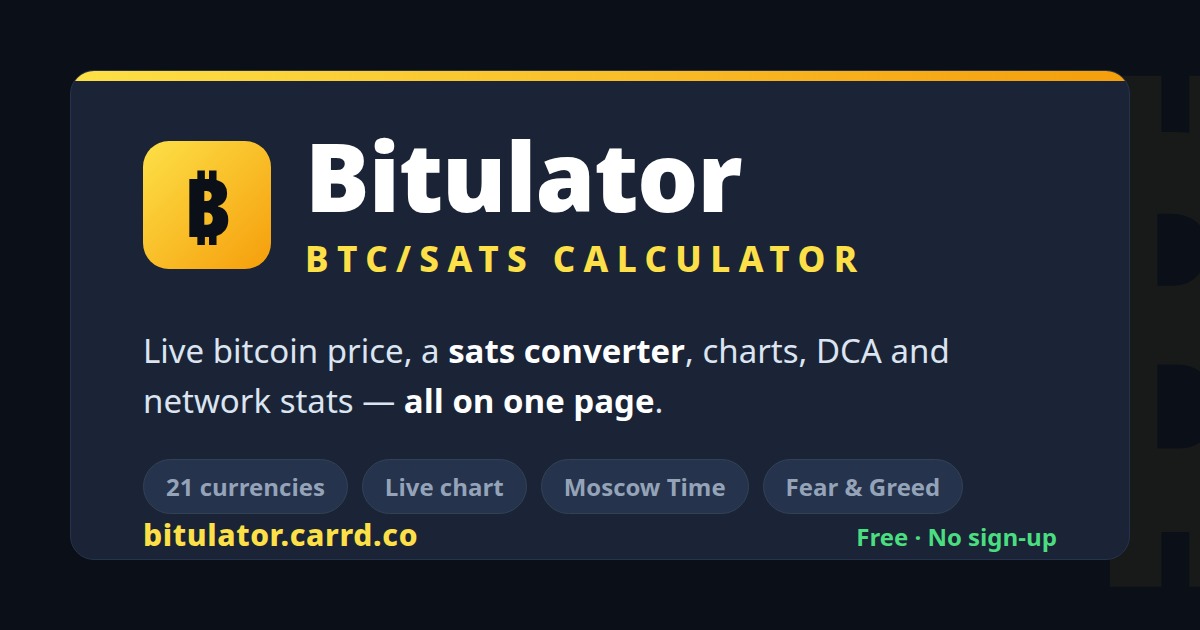 Bitulator
BTC/SATS CALCULATOR
Live bitcoin price, a sats converter, charts, DCA and
network stats — all on one page.
21 currencies Live chart Moscow Time Fear & Greed
bitulator.carrd.co Free · No sign-up